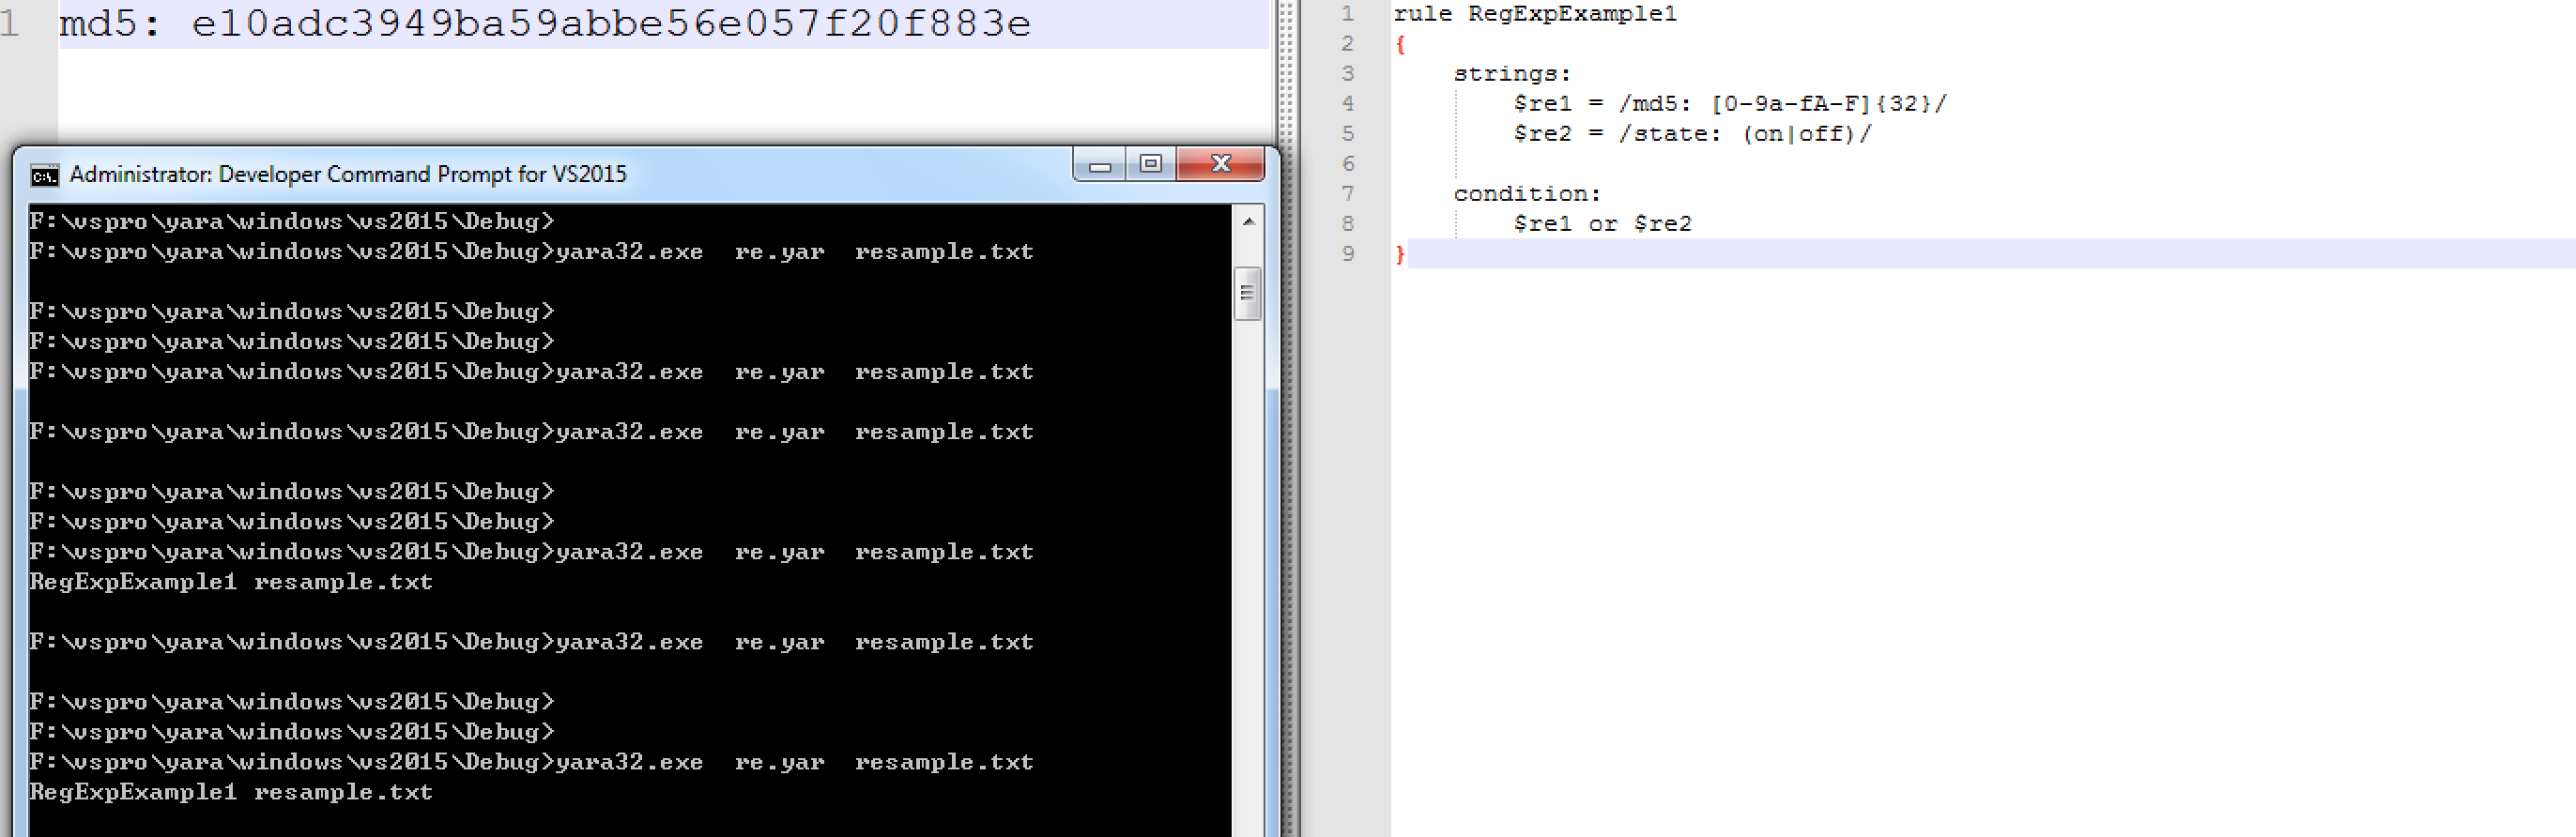 1 md5: e10adc3949ba59abbe56e057f20f883e
Administrator: Developer Command Prompt for VS2015
F:\vspro\yara\windows\vs2015\Debug>
F:\vspro\yara\windows\vs2015\Debug>yara32.exe  re.yar  resample.txt
F:\vspro\yara\windows\vs2015\Debug>
F:\vspro\yara\windows\vs2015\Debug>
F:\vspro\yara\windows\vs2015\Debug>yara32.exe  re.yar  resample.txt
F:\vspro\yara\windows\vs2015\Debug>yara32.exe  re.yar  resample.txt
F:\vspro\yara\windows\vs2015\Debug>
F:\vspro\yara\windows\vs2015\Debug>
F:\vspro\yara\windows\vs2015\Debug>yara32.exe  re.yar  resample.txt
RegExpExample1 resample.txt
F:\vspro\yara\windows\vs2015\Debug>yara32.exe  re.yar  resample.txt
F:\vspro\yara\windows\vs2015\Debug>
F:\vspro\yara\windows\vs2015\Debug>
F:\vspro\yara\windows\vs2015\Debug>yara32.exe  re.yar  resample.txt
RegExpExample1 resample.txt
1 rule RegExpExample1
2 {
3     strings:
4         $re1 = /md5: [0-9a-fA-F]{32}/
5         $re2 = /state: (on|off)/
6
7     condition:
8         $re1 or $re2
9 }